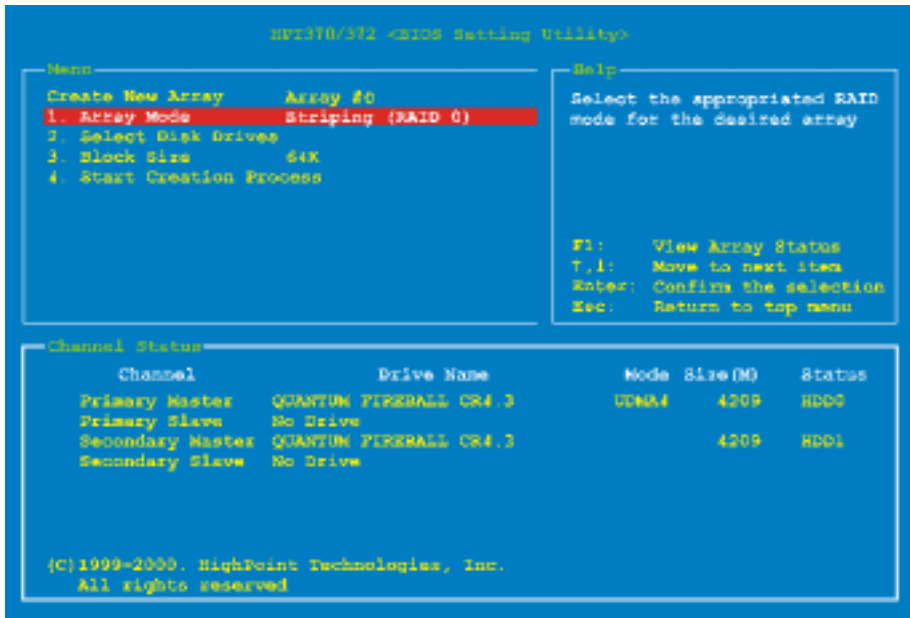 HPT370/372 <BIOS Setting Utility>
Menu
Create New Array Array #0
1. Array Mode Striping (RAID 0)
2. Select Disk Drives
3. Block Size 64K
4. Start Creation Process
Help
Select the appropriated RAID
mode for the desired array
F1: View Array Status
↑,↓: Move to next item
Enter: Confirm the selection
Esc: Return to top menu
Channel Status
Channel Drive Name Mode Size(M) Status
Primary Master QUANTUM FIREBALL CR4.3 UDMA4 4209 HDD0
Primary Slave No Drive
Secondary Master QUANTUM FIREBALL CR4.3 4209 HDD1
Secondary Slave No Drive
(C)1999-2000. HighPoint Technologies, Inc.
All rights reserved